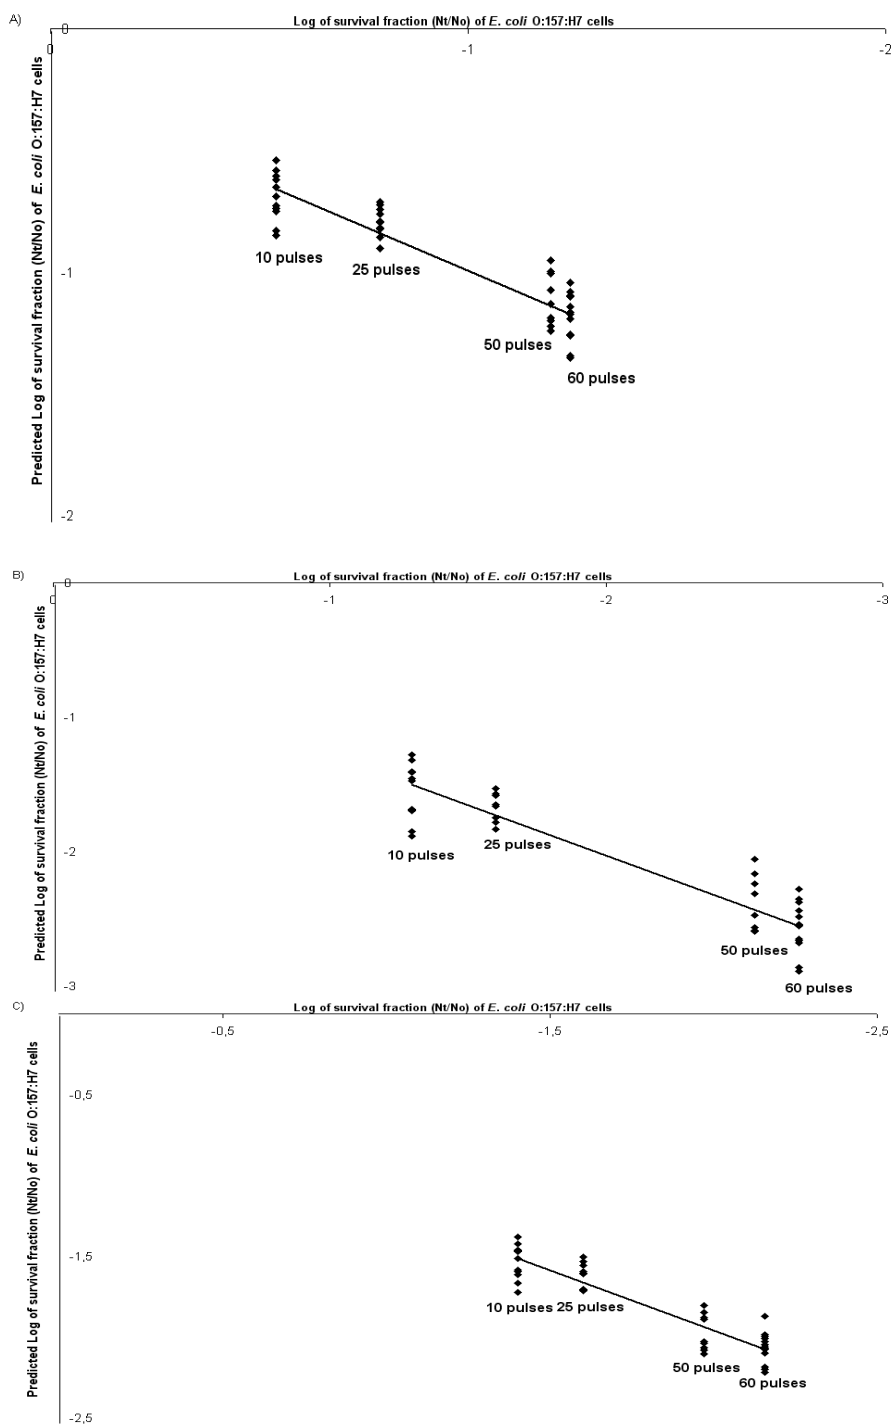 A)
Log of survival fraction (Nt/No) of E. coli O:157:H7 cells
0
0
-1
-2
Predicted Log of survival fraction (Nt/No) of E. coli O:157:H7 cells
10 pulses
25 pulses
-1
50 pulses
60 pulses
-2
B)
Log of survival fraction (Nt/No) of E. coli O:157:H7 cells
0
0
-1
-2
-3
Predicted Log of survival fraction (Nt/No) of E. coli O:157:H7 cells
-1
10 pulses
25 pulses
-2
50 pulses
60 pulses
-3
C)
Log of survival fraction (Nt/No) of E. coli O:157:H7 cells
-0,5
-1,5
-2,5
Predicted Log of survival fraction (Nt/No) of E. coli O:157:H7 cells
-0,5
-1,5
10 pulses
25 pulses
50 pulses
60 pulses
-2,5